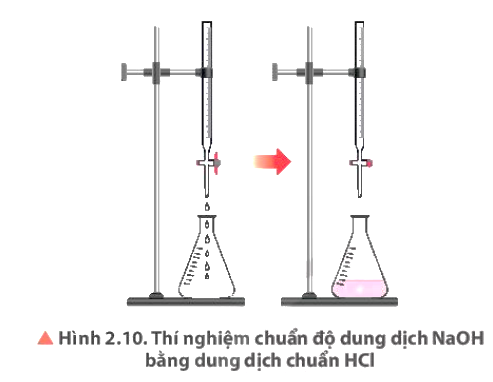 ▲ Hình 2.10. Thí nghiệm chuẩn độ dung dịch NaOH
bằng dung dịch chuẩn HCl